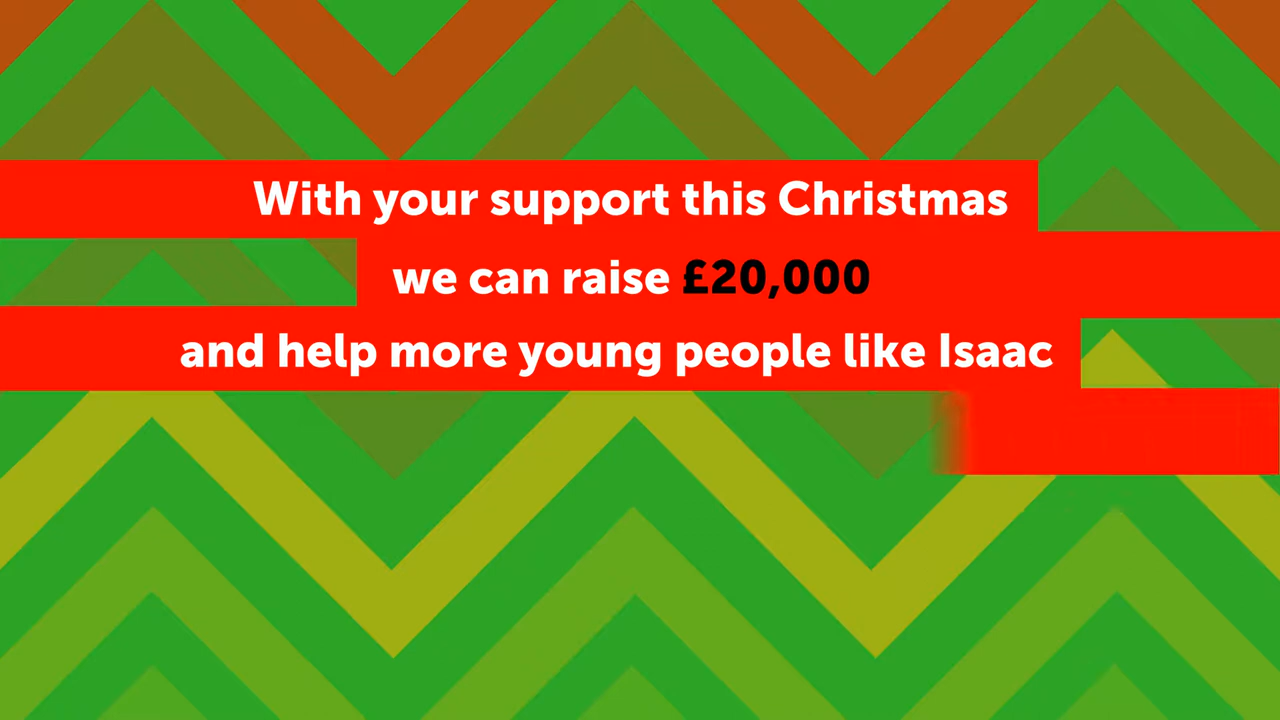 With your support this Christmas
we can raise £20,000
and help more young people like Isaac